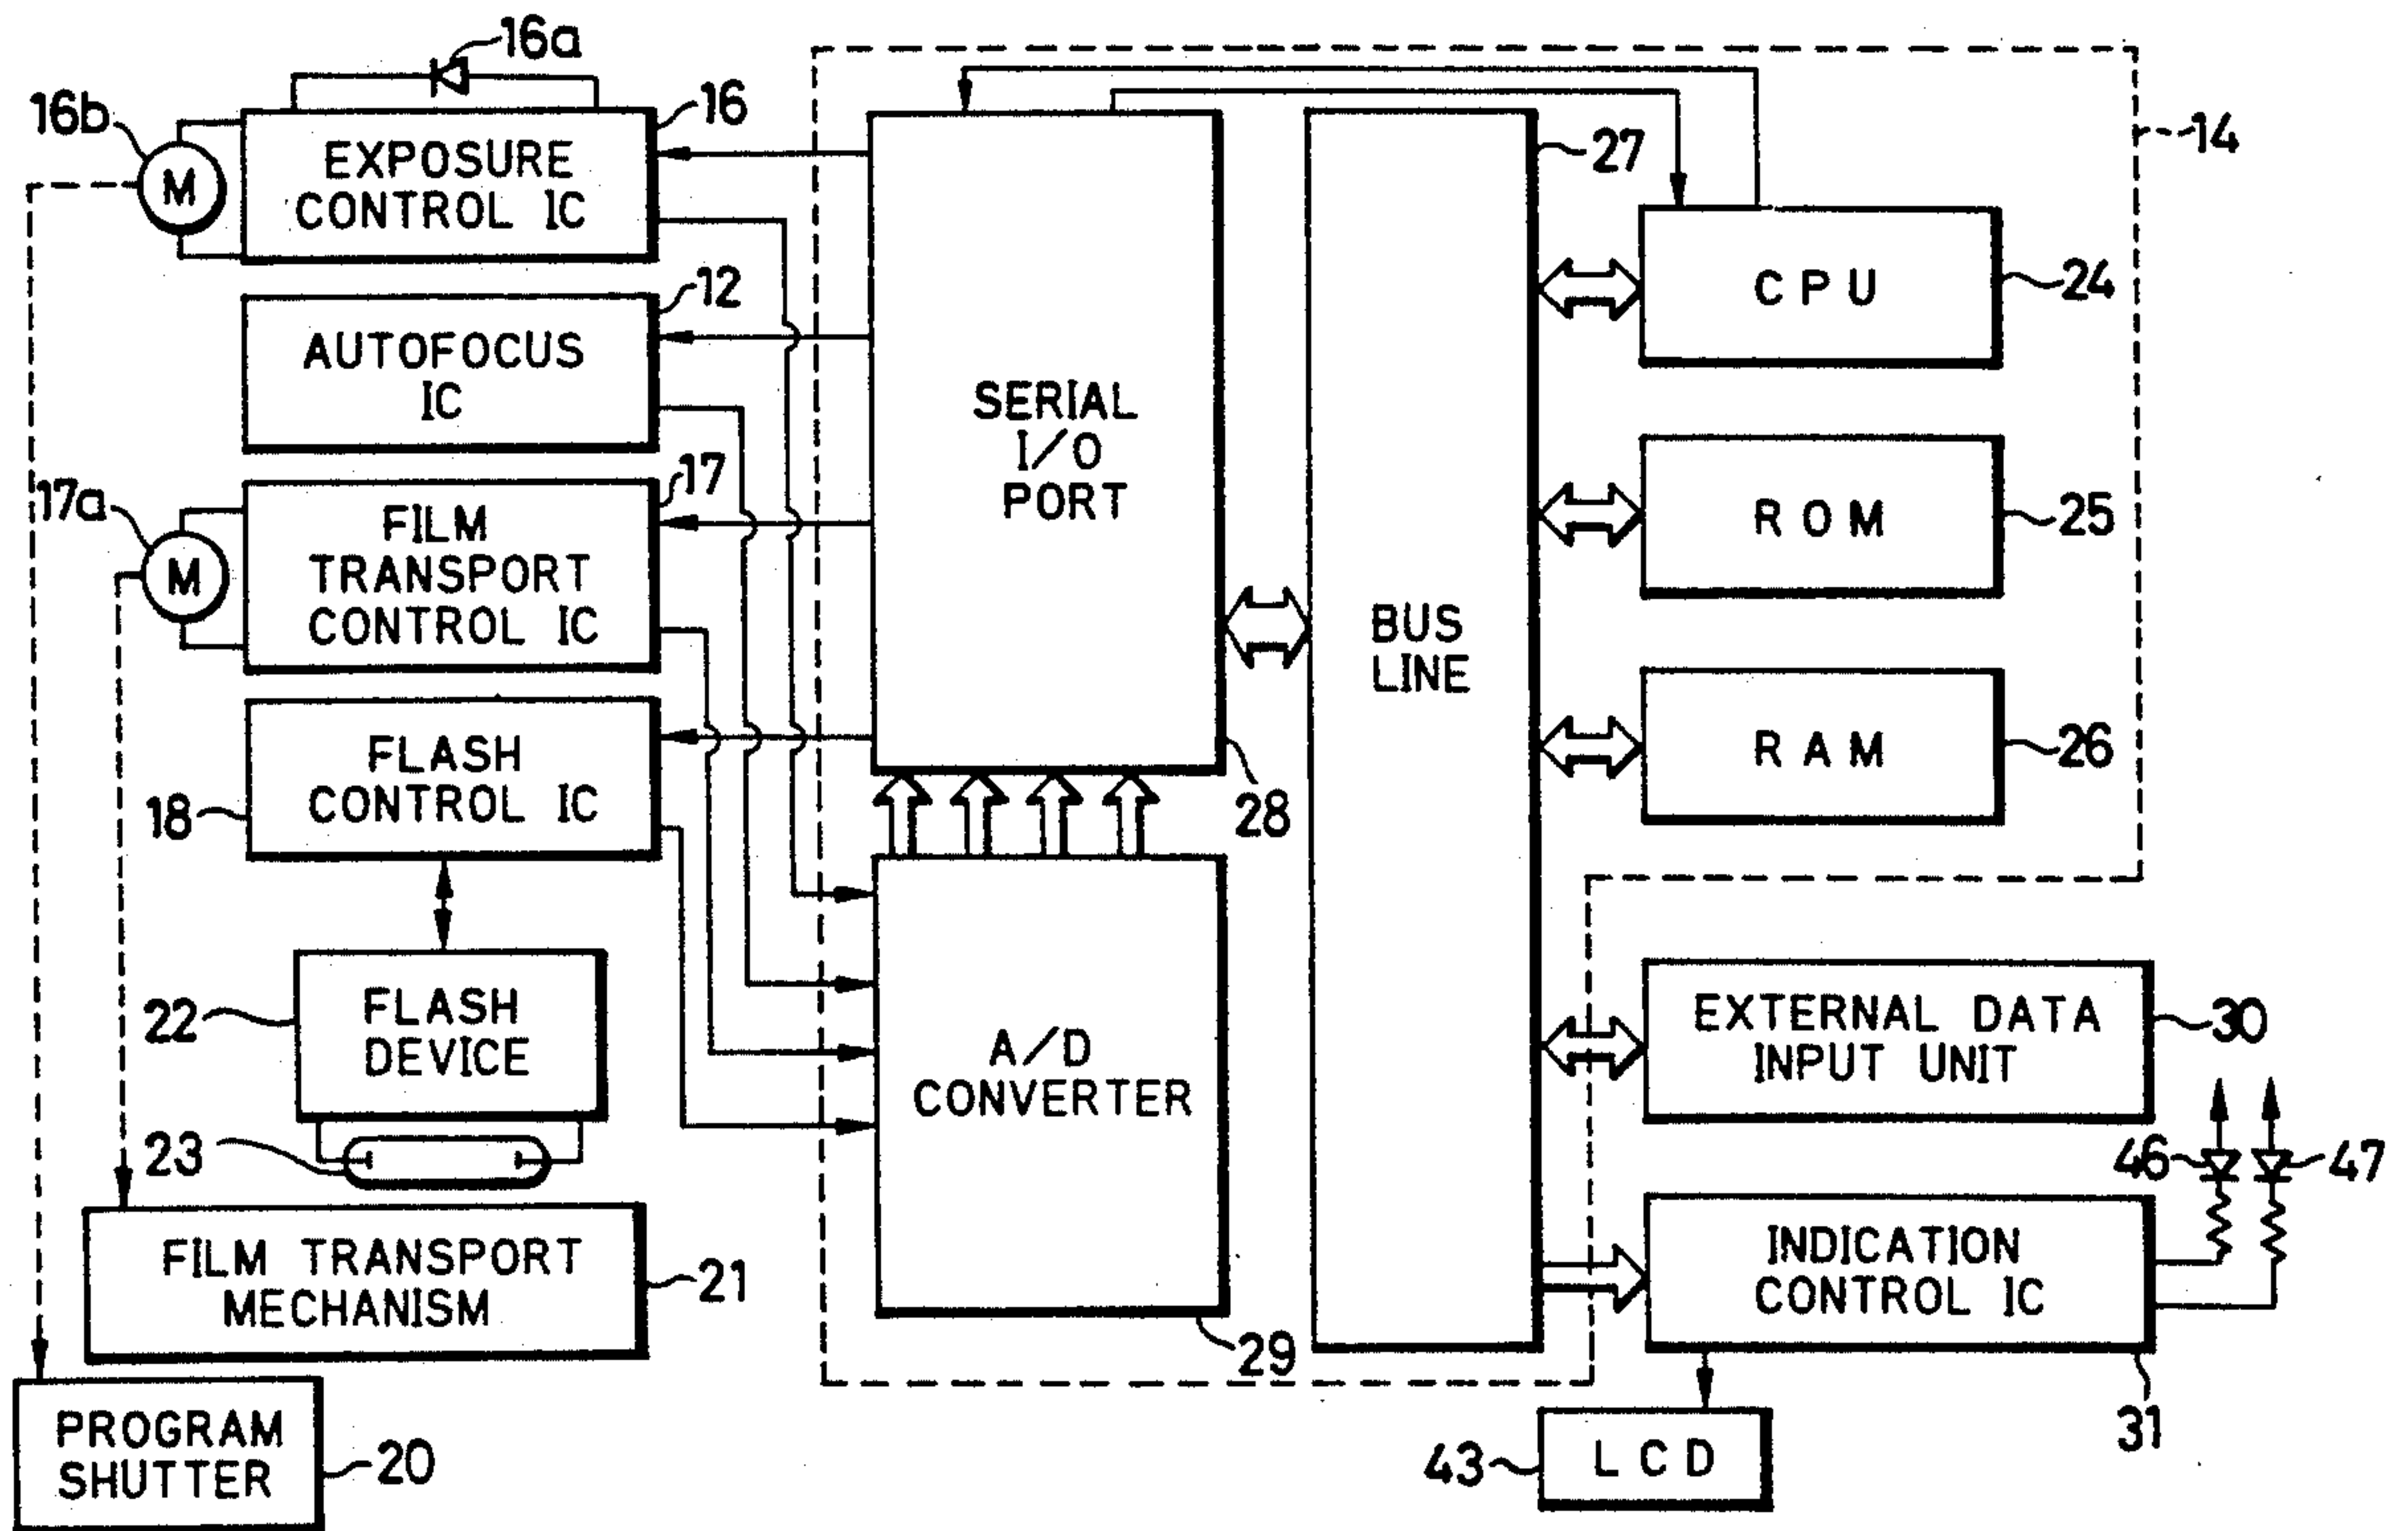 16a
16b
M
EXPOSURE
CONTROL IC
16
12
AUTOFOCUS
IC
17a
M
17
FILM
TRANSPORT
CONTROL IC
18
FLASH
CONTROL IC
22
FLASH
DEVICE
23
FILM TRANSPORT
MECHANISM
21
PROGRAM
SHUTTER
20
SERIAL
I/O
PORT
28
A/D
CONVERTER
29
BUS
LINE
27
14
CPU
24
ROM
25
RAM
26
EXTERNAL DATA
INPUT UNIT
30
46
47
INDICATION
CONTROL IC
31
43
LCD